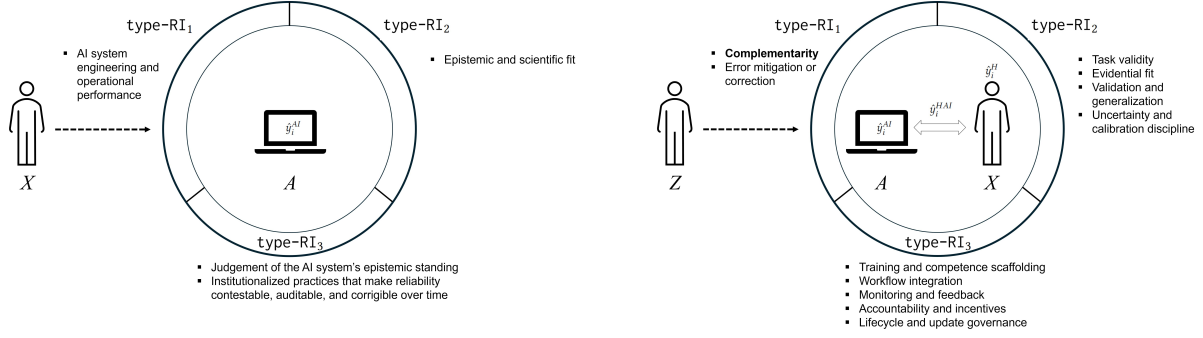 type-RI₁
type-RI₂
▪ AI system
engineering and
operational
performance
▪ Epistemic and scientific fit
ŷᵢᴬᴵ
X
A
type-RI₃
▪ Judgement of the AI system's epistemic standing
▪ Institutionalized practices that make reliability
contestable, auditable, and corrigible over time
type-RI₁
type-RI₂
▪ Complementarity
▪ Error mitigation or
correction
▪ Task validity
▪ Evidential fit
▪ Validation and
generalization
▪ Uncertainty and
calibration discipline
ŷᵢᴴ
ŷᵢᴴᴬᴵ
ŷᵢᴬᴵ
Z
A
X
type-RI₃
▪ Training and competence scaffolding
▪ Workflow integration
▪ Monitoring and feedback
▪ Accountability and incentives
▪ Lifecycle and update governance